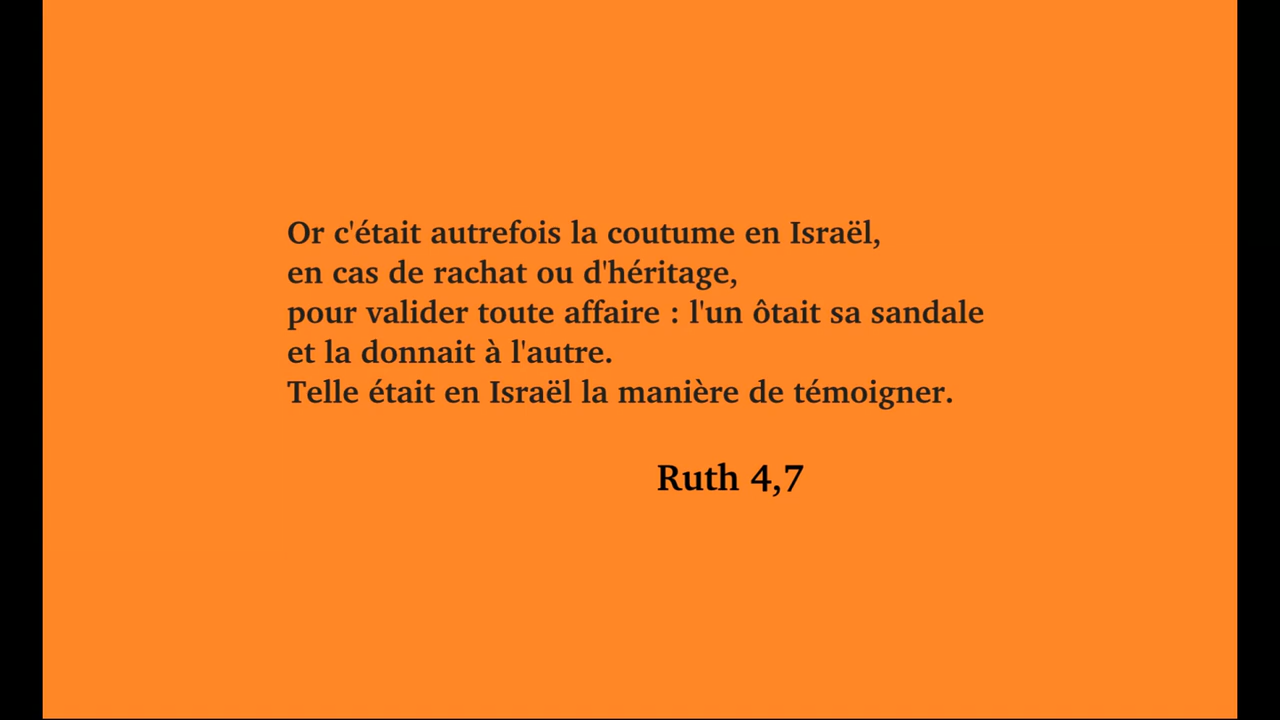 Or c'était autrefois la coutume en Israël,
en cas de rachat ou d'héritage,
pour valider toute affaire : l'un ôtait sa sandale
et la donnait à l'autre.
Telle était en Israël la manière de témoigner.
Ruth 4,7